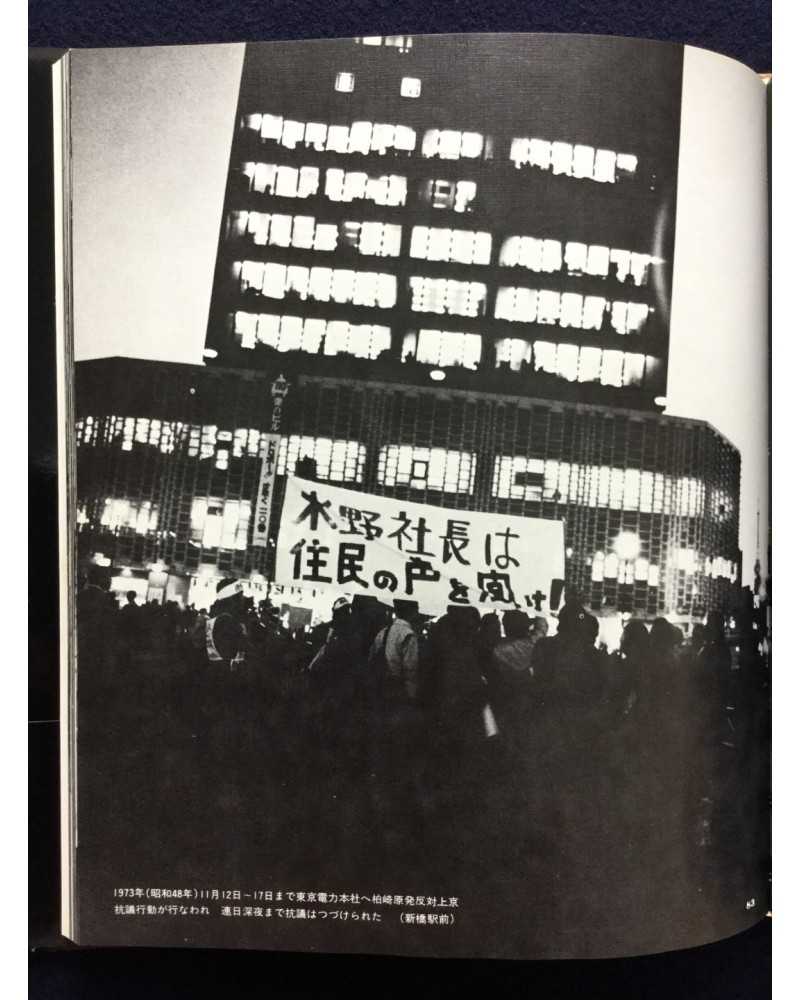 水野社長は
住民の声を聞け!
1973年(昭和48年)11月12日~17日まで東京電力本社へ柏崎原発反対上京
抗議行動が行なわれ 連日深夜まで抗議はつづけられた (新橋駅前)
83